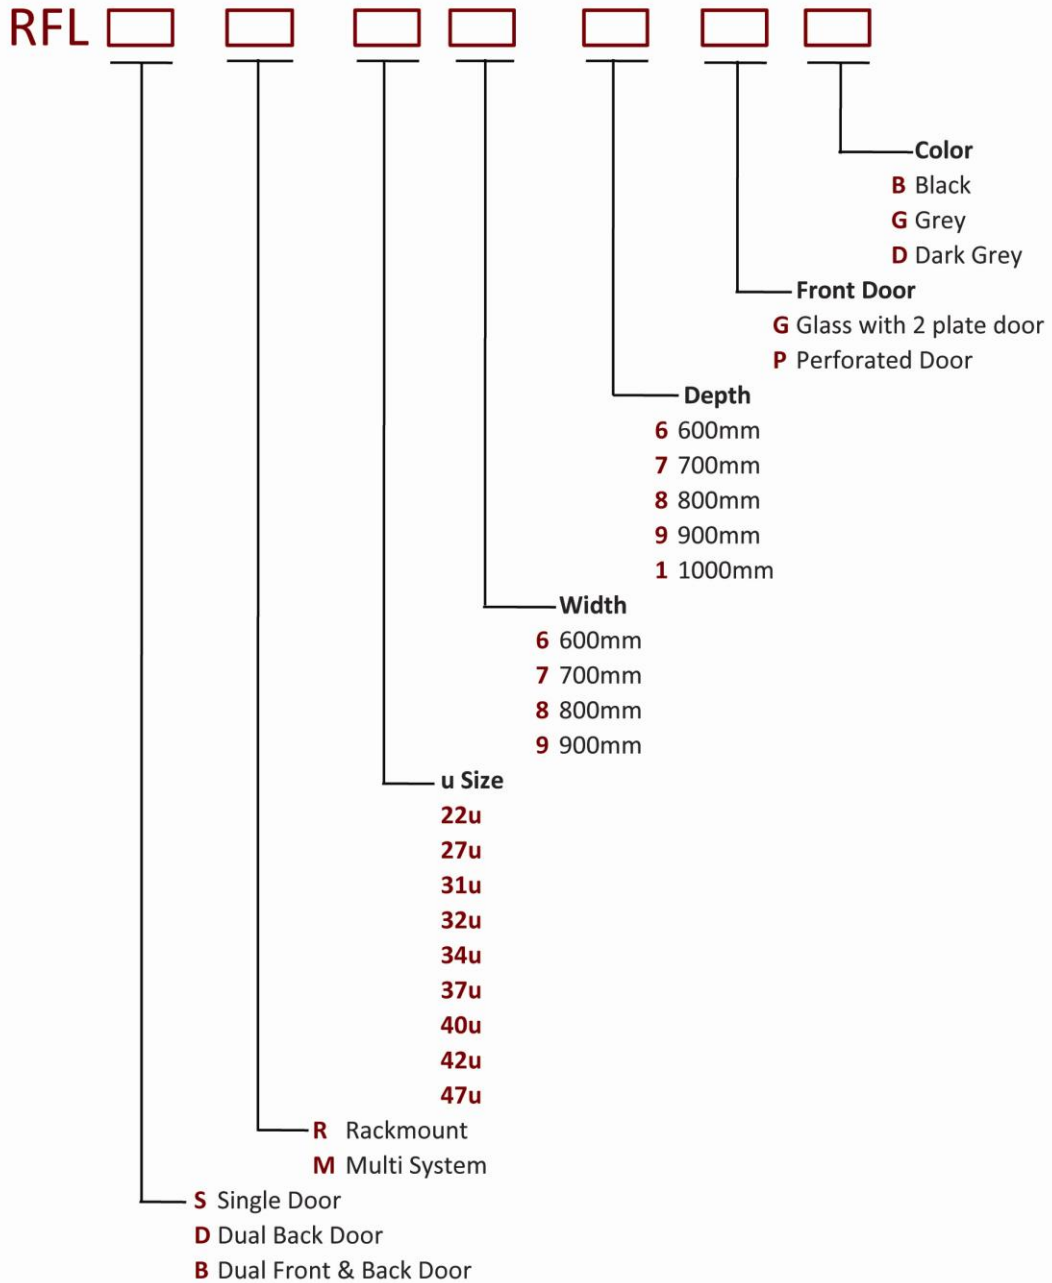 RFL
Color
B Black
G Grey
D Dark Grey
Front Door
G Glass with 2 plate door
P Perforated Door
Depth
6 600mm
7 700mm
8 800mm
9 900mm
1 1000mm
Width
6 600mm
7 700mm
8 800mm
9 900mm
u Size
22u
27u
31u
32u
34u
37u
40u
42u
47u
R Rackmount
M Multi System
S Single Door
D Dual Back Door
B Dual Front & Back Door